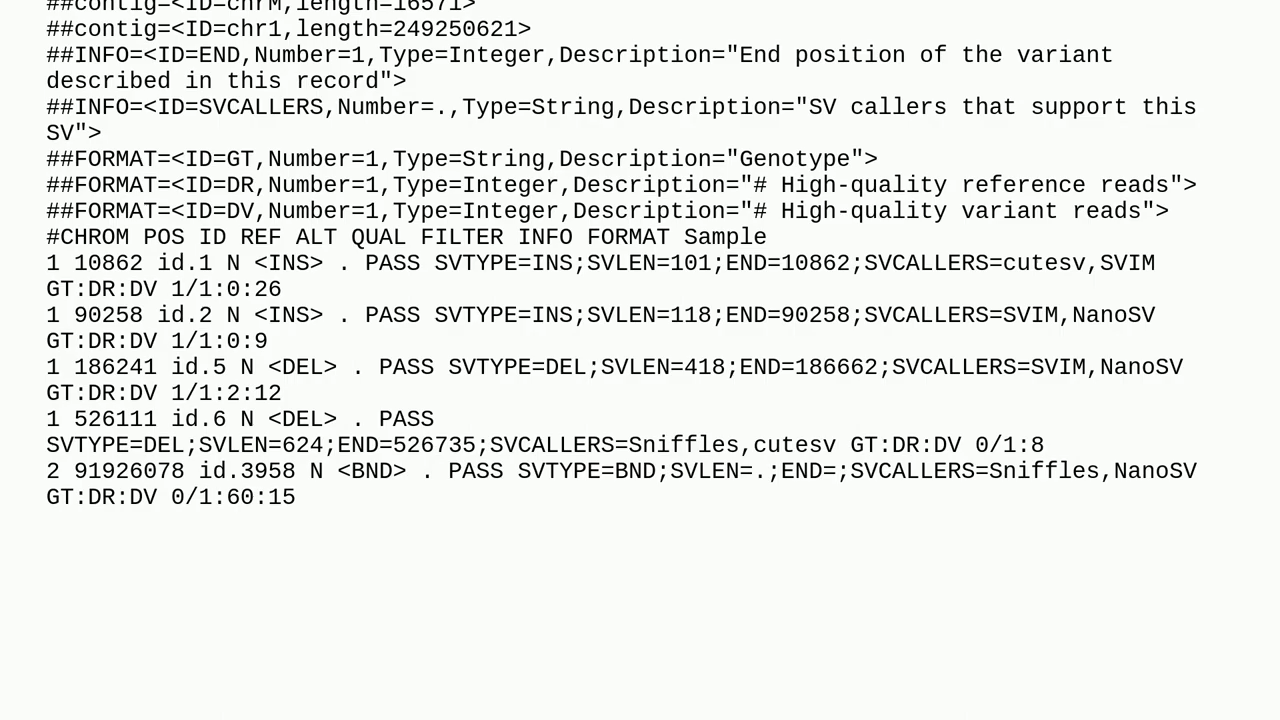 ##contig=<ID=chrM,length=16571>
##contig=<ID=chr1,length=249250621>
##INFO=<ID=END,Number=1,Type=Integer,Description="End position of the variant
described in this record">
##INFO=<ID=SVCALLERS,Number=.,Type=String,Description="SV callers that support this
SV">
##FORMAT=<ID=GT,Number=1,Type=String,Description="Genotype">
##FORMAT=<ID=DR,Number=1,Type=Integer,Description="# High-quality reference reads">
##FORMAT=<ID=DV,Number=1,Type=Integer,Description="# High-quality variant reads">
#CHROM POS ID REF ALT QUAL FILTER INFO FORMAT Sample
1 10862 id.1 N <INS> . PASS SVTYPE=INS;SVLEN=101;END=10862;SVCALLERS=cutesv,SVIM
GT:DR:DV 1/1:0:26
1 90258 id.2 N <INS> . PASS SVTYPE=INS;SVLEN=118;END=90258;SVCALLERS=SVIM,NanoSV
GT:DR:DV 1/1:0:9
1 186241 id.5 N <DEL> . PASS SVTYPE=DEL;SVLEN=418;END=186662;SVCALLERS=SVIM,NanoSV
GT:DR:DV 1/1:2:12
1 526111 id.6 N <DEL> . PASS
SVTYPE=DEL;SVLEN=624;END=526735;SVCALLERS=Sniffles,cutesv GT:DR:DV 0/1:8
2 91926078 id.3958 N <BND> . PASS SVTYPE=BND;SVLEN=.;END=;SVCALLERS=Sniffles,NanoSV
GT:DR:DV 0/1:60:15